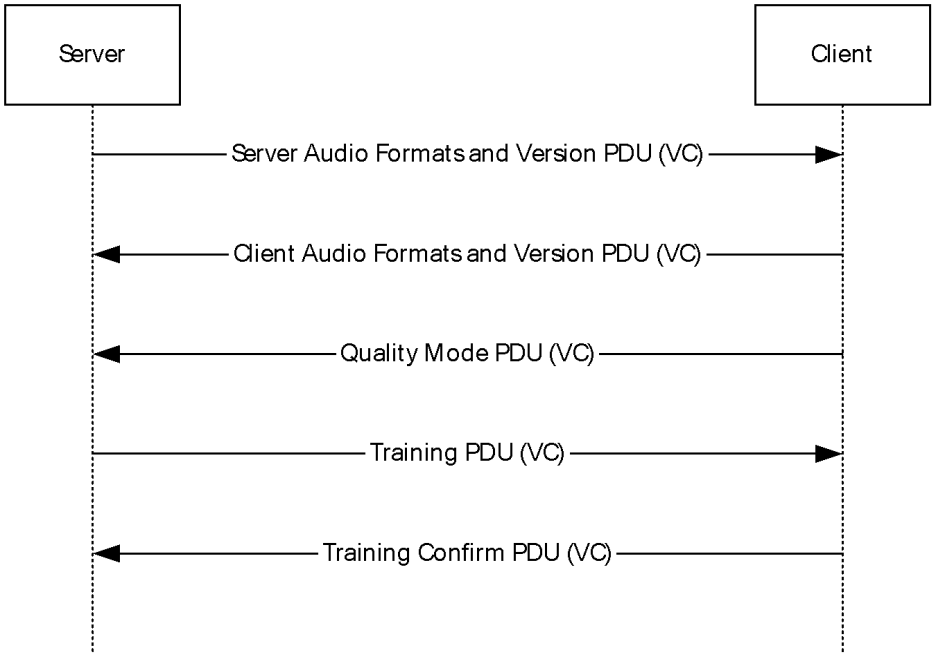 Server
Client
Server Audio Formats and Version PDU (VC)
Client Audio Formats and Version PDU (VC)
Quality Mode PDU (VC)
Training PDU (VC)
Training Confirm PDU (VC)